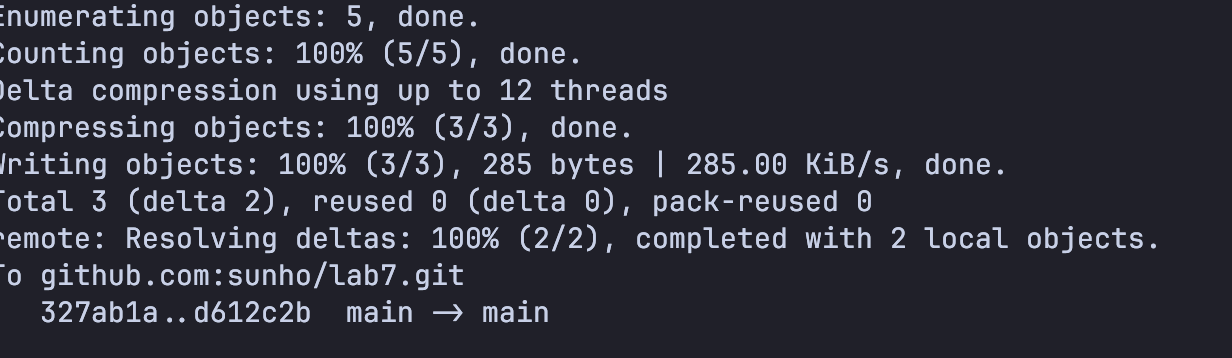 Enumerating objects: 5, done.
Counting objects: 100% (5/5), done.
Delta compression using up to 12 threads
Compressing objects: 100% (3/3), done.
Writing objects: 100% (3/3), 285 bytes | 285.00 KiB/s, done.
Total 3 (delta 2), reused 0 (delta 0), pack-reused 0
remote: Resolving deltas: 100% (2/2), completed with 2 local objects.
To github.com:sunho/lab7.git
   327ab1a..d612c2b  main -> main